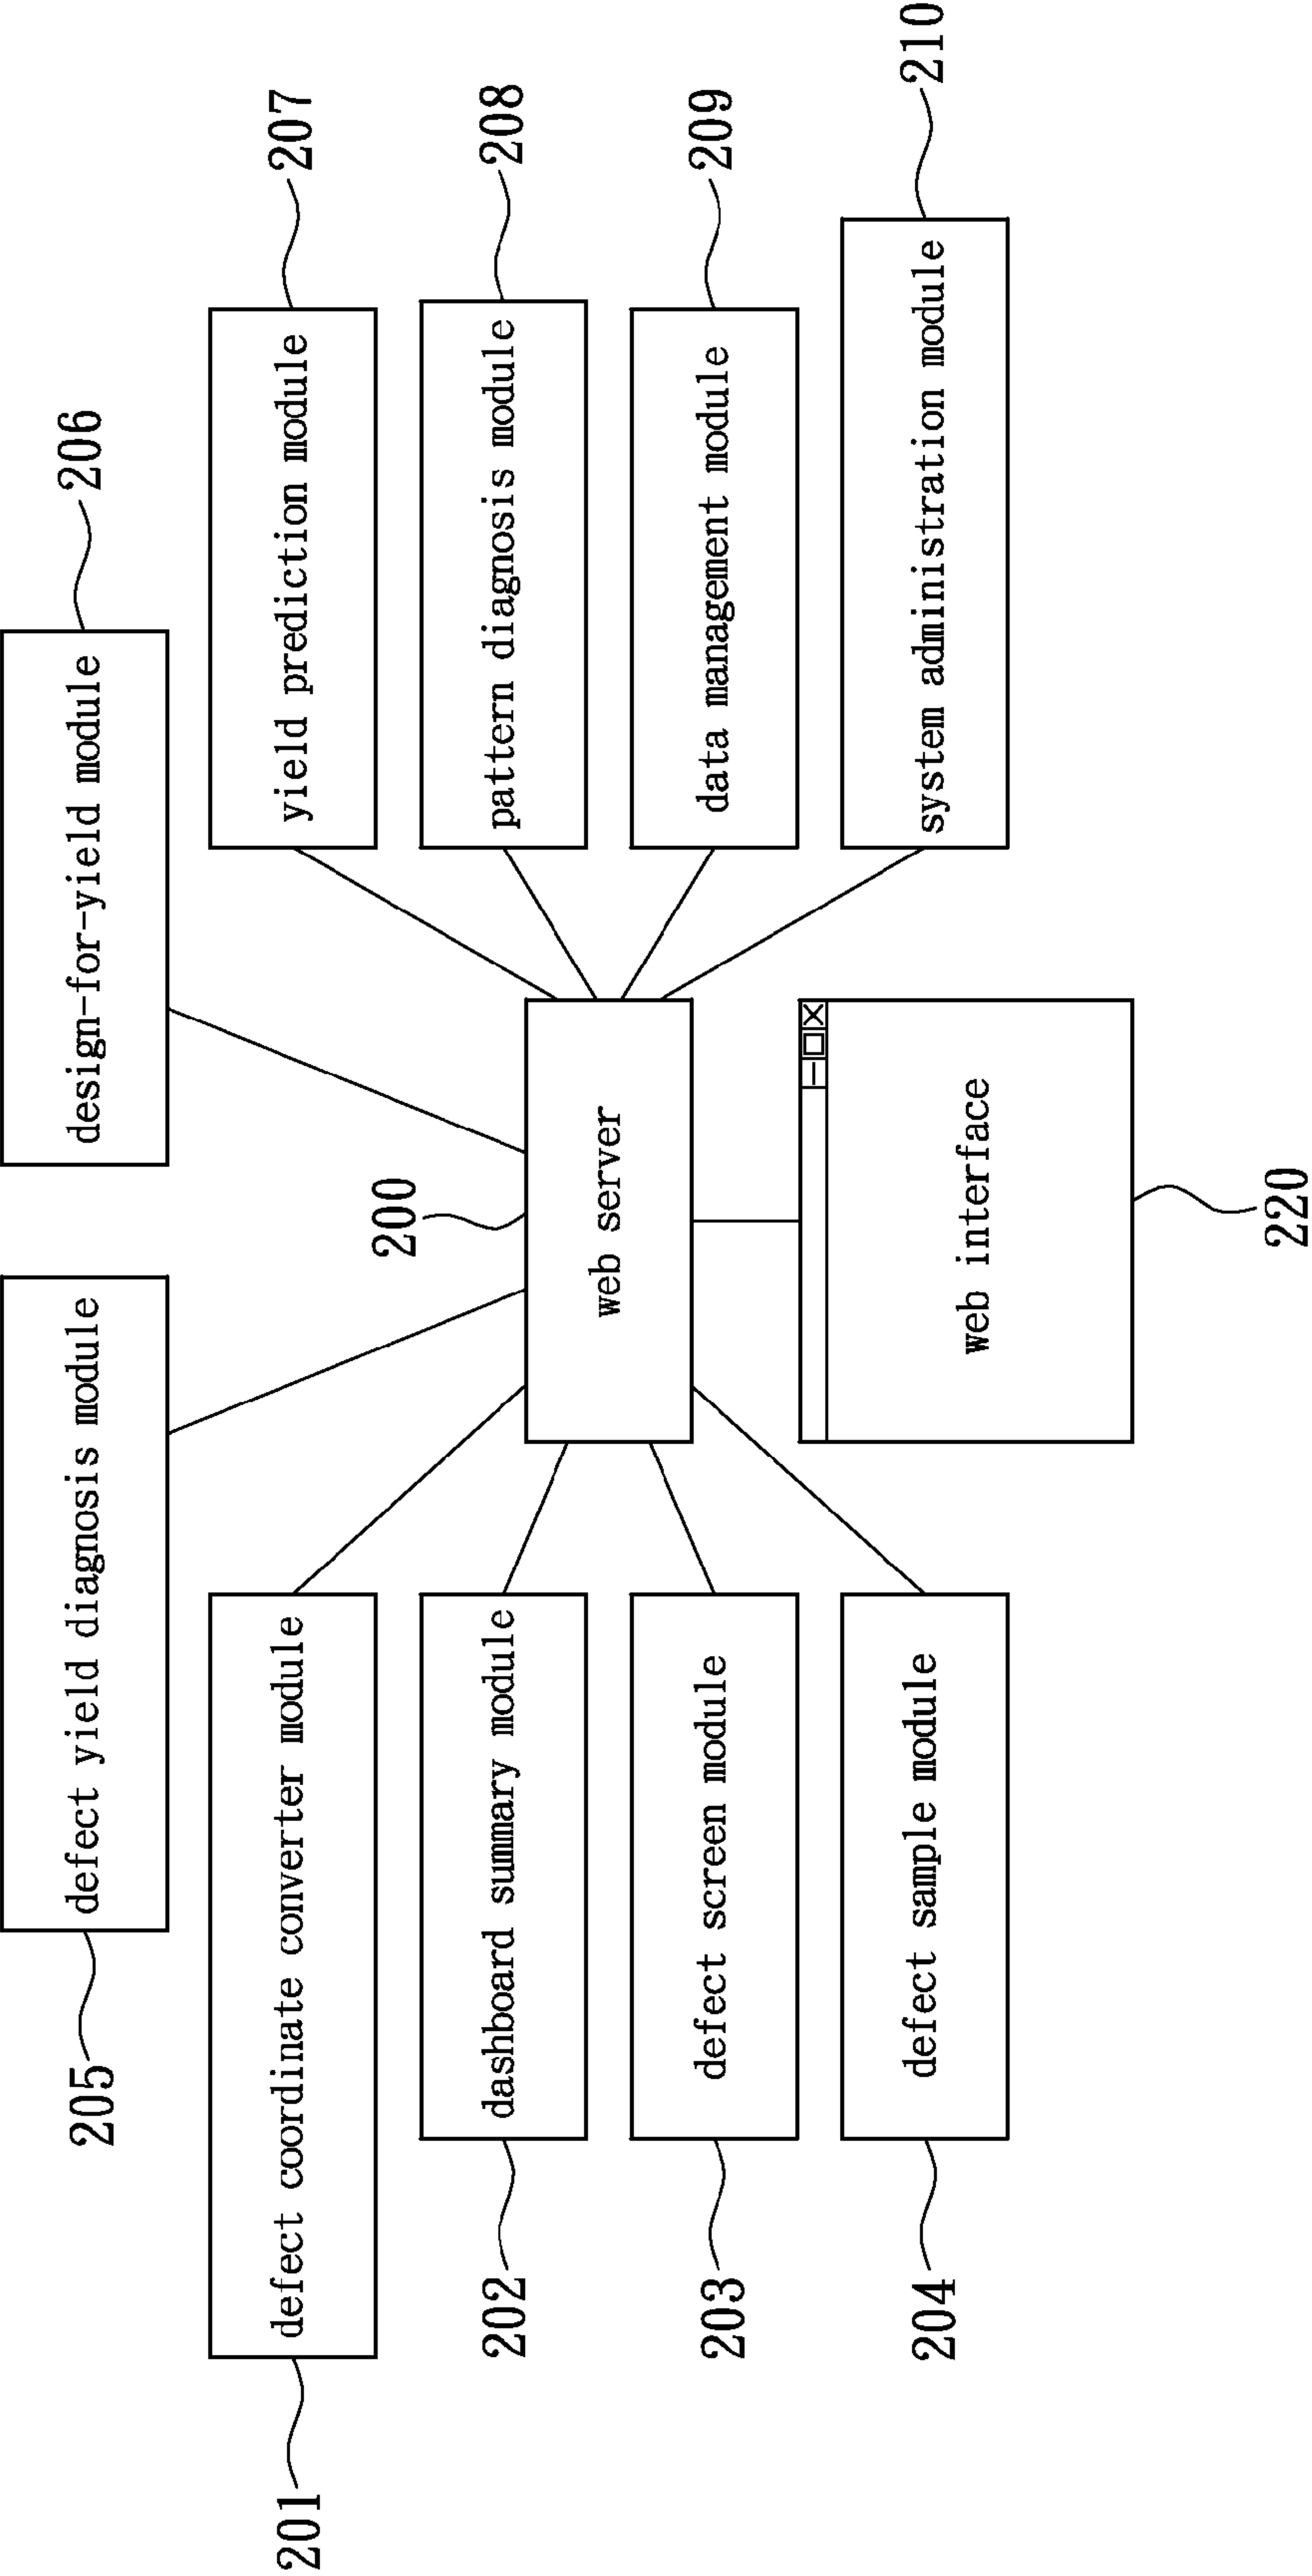 205
defect yield diagnosis module
design-for-yield module
206
201
defect coordinate converter module
yield prediction module
207
202
dashboard summary module
200
web server
pattern diagnosis module
208
203
defect screen module
data management module
209
204
defect sample module
web interface
system administration module
210
220